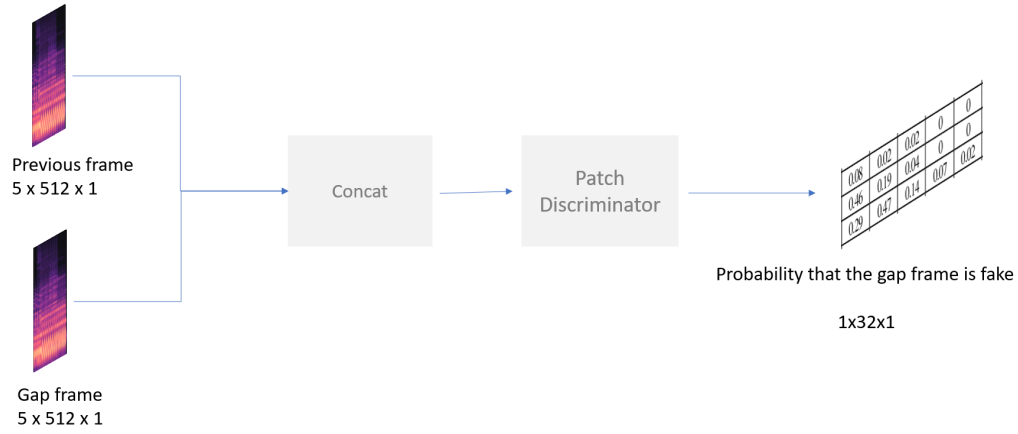 Previous frame
5 x 512 x 1
Concat
Patch
Discriminator
0.08 0.02 0.02 0 0
0.46 0.19 0.04 0 0
0.29 0.47 0.14 0.07 0.02
Probability that the gap frame is fake
1x32x1
Gap frame
5 x 512 x 1